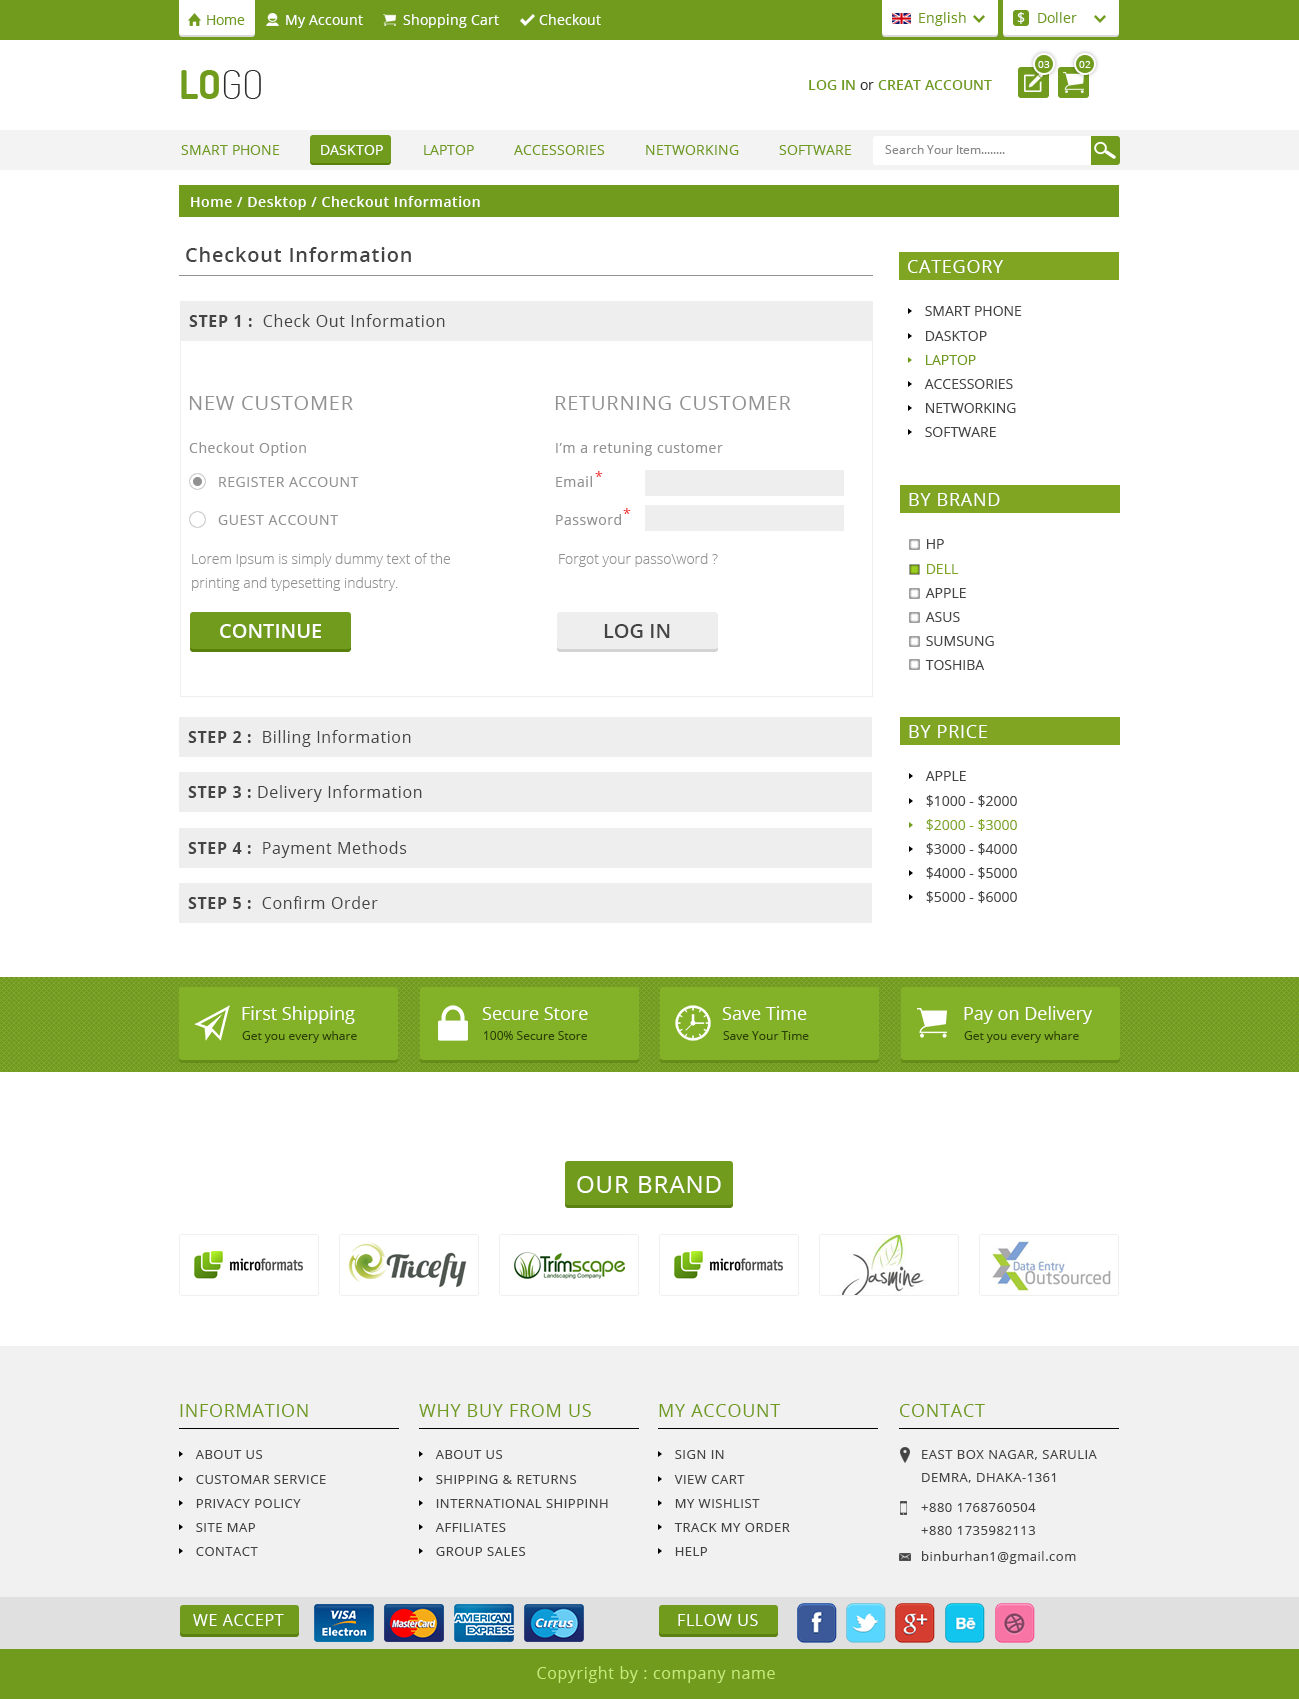 Home My Account Shopping Cart Checkout English $ Doller
LOGO
LOG IN or CREAT ACCOUNT 03 02
SMART PHONE DASKTOP LAPTOP ACCESSORIES NETWORKING SOFTWARE Search Your Item........
Home / Desktop / Checkout Information
Checkout Information
STEP 1 : Check Out Information
NEW CUSTOMER
Checkout Option
REGISTER ACCOUNT
GUEST ACCOUNT
Lorem Ipsum is simply dummy text of the
printing and typesetting industry.
CONTINUE
RETURNING CUSTOMER
I'm a retuning customer
Email*
Password*
Forgot your passo\word ?
LOG IN
STEP 2 : Billing Information
STEP 3 : Delivery Information
STEP 4 : Payment Methods
STEP 5 : Confirm Order
CATEGORY
SMART PHONE
DASKTOP
LAPTOP
ACCESSORIES
NETWORKING
SOFTWARE
BY BRAND
HP
DELL
APPLE
ASUS
SUMSUNG
TOSHIBA
BY PRICE
APPLE
$1000 - $2000
$2000 - $3000
$3000 - $4000
$4000 - $5000
$5000 - $6000
First Shipping
Get you every whare
Secure Store
100% Secure Store
Save Time
Save Your Time
Pay on Delivery
Get you every whare
OUR BRAND
microformats
Tricefy
Trimscape
Landscaping Company
microformats
Jasmine
Data Entry
Outsourced
INFORMATION
ABOUT US
CUSTOMAR SERVICE
PRIVACY POLICY
SITE MAP
CONTACT
WHY BUY FROM US
ABOUT US
SHIPPING & RETURNS
INTERNATIONAL SHIPPINH
AFFILIATES
GROUP SALES
MY ACCOUNT
SIGN IN
VIEW CART
MY WISHLIST
TRACK MY ORDER
HELP
CONTACT
EAST BOX NAGAR, SARULIA
DEMRA, DHAKA-1361
+880 1768760504
+880 1735982113
binburhan1@gmail.com
WE ACCEPT
VISA
Electron
MasterCard
AMERICAN
EXPRESS
Cirrus
FLLOW US
f
g+
Bē
Copyright by : company name